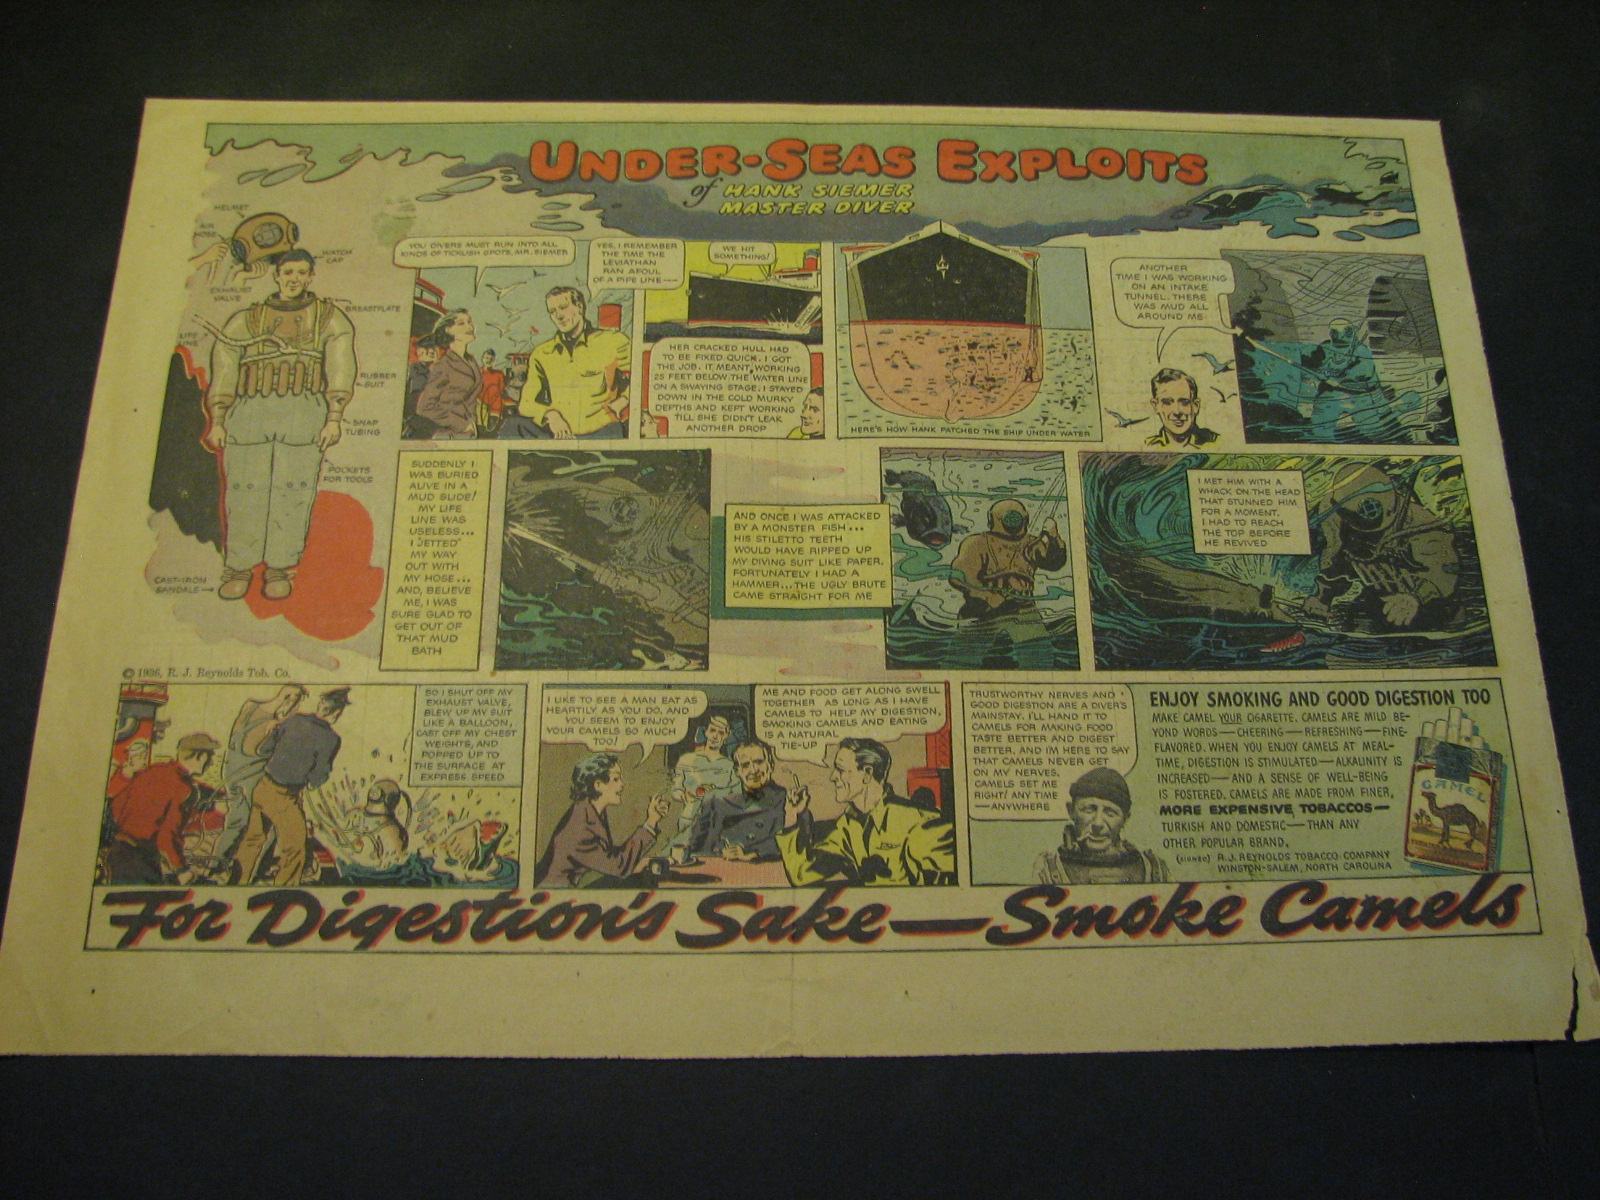 UNDER-SEAS EXPLOITS
of HANK SIEMER
MASTER DIVER
HELMET
AIR
HOSE
WATCH
CAP
EXHAUST
VALVE
BREASTPLATE
LIFE
LINE
RUBBER
SUIT
SNAP
TUBING
POCKETS
FOR TOOLS
CAST-IRON
SANDALS
YOU DIVERS MUST RUN INTO ALL
KINDS OF TICKLISH SPOTS, MR. SIEMER
YES, I REMEMBER
THE TIME THE
LEVIATHAN
RAN AFOUL
OF A PIPE LINE—
WE HIT
SOMETHING!
HER CRACKED HULL HAD
TO BE FIXED QUICK. I GOT
THE JOB. IT MEANT WORKING
25 FEET BELOW THE WATER LINE
ON A SWAYING STAGE. I STAYED
DOWN IN THE COLD MURKY
DEPTHS AND KEPT WORKING
TILL SHE DIDN'T LEAK
ANOTHER DROP
HERE'S HOW HANK PATCHED THE SHIP UNDER WATER
ANOTHER
TIME I WAS WORKING
ON AN INTAKE
TUNNEL. THERE
WAS MUD ALL
AROUND ME
SUDDENLY I
WAS BURIED
ALIVE IN A
MUD SLIDE!
MY LIFE
LINE WAS
USELESS...
I "JETTED"
MY WAY
OUT WITH
MY HOSE...
AND, BELIEVE
ME, I WAS
SURE GLAD TO
GET OUT OF
THAT MUD
BATH
AND ONCE I WAS ATTACKED
BY A MONSTER FISH...
HIS STILETTO TEETH
WOULD HAVE RIPPED UP
MY DIVING SUIT LIKE PAPER.
FORTUNATELY I HAD A
HAMMER...THE UGLY BRUTE
CAME STRAIGHT FOR ME
I MET HIM WITH A
WHACK ON THE HEAD
THAT STUNNED HIM
FOR A MOMENT.
I HAD TO REACH
THE TOP BEFORE
HE REVIVED
© 1936, R. J. Reynolds Tob. Co.
SO I SHUT OFF MY
EXHAUST VALVE,
BLEW UP MY SUIT
LIKE A BALLOON,
CAST OFF MY CHEST
WEIGHTS, AND
POPPED UP TO
THE SURFACE AT
EXPRESS SPEED
I LIKE TO SEE A MAN EAT AS
HEARTILY AS YOU DO, AND
YOU SEEM TO ENJOY
YOUR CAMELS SO MUCH
TOO!
ME AND FOOD GET ALONG SWELL
TOGETHER AS LONG AS I HAVE
CAMELS TO HELP MY DIGESTION.
SMOKING CAMELS AND EATING
IS A NATURAL
TIE-UP
TRUSTWORTHY NERVES AND
GOOD DIGESTION ARE A DIVER'S
MAINSTAY. I'LL HAND IT TO
CAMELS FOR MAKING FOOD
TASTE BETTER AND DIGEST
BETTER, AND I'M HERE TO SAY
THAT CAMELS NEVER GET
ON MY NERVES.
CAMELS SET ME
RIGHT! ANY TIME
—ANYWHERE
ENJOY SMOKING AND GOOD DIGESTION TOO
MAKE CAMEL YOUR CIGARETTE. CAMELS ARE MILD BE-
YOND WORDS—CHEERING—REFRESHING—FINE-
FLAVORED. WHEN YOU ENJOY CAMELS AT MEAL-
TIME, DIGESTION IS STIMULATED—ALKALINITY IS
INCREASED—AND A SENSE OF WELL-BEING
IS FOSTERED. CAMELS ARE MADE FROM FINER,
MORE EXPENSIVE TOBACCOS—
TURKISH AND DOMESTIC—THAN ANY
OTHER POPULAR BRAND.
(SIGNED) R. J. REYNOLDS TOBACCO COMPANY
WINSTON-SALEM, NORTH CAROLINA
CAMEL
For Digestion's Sake—Smoke Camels